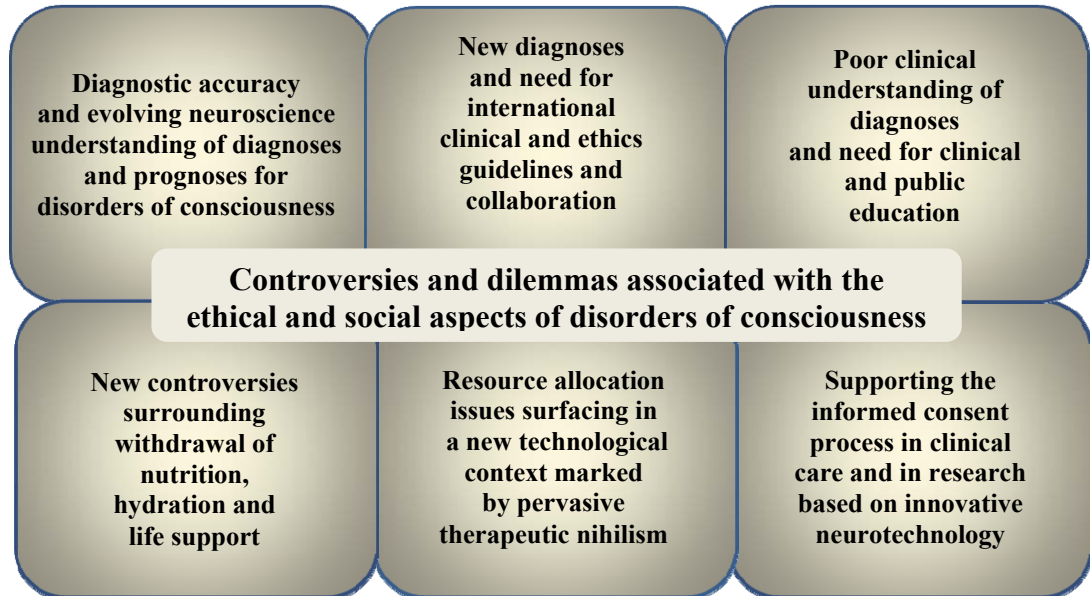 Diagnostic accuracy
and evolving neuroscience
understanding of diagnoses
and prognoses for
disorders of consciousness
New diagnoses
and need for
international
clinical and ethics
guidelines and
collaboration
Poor clinical
understanding of
diagnoses
and need for clinical
and public
education
Controversies and dilemmas associated with the
ethical and social aspects of disorders of consciousness
New controversies
surrounding
withdrawal of
nutrition,
hydration and
life support
Resource allocation
issues surfacing in
a new technological
context marked
by pervasive
therapeutic nihilism
Supporting the
informed consent
process in clinical
care and in research
based on innovative
neurotechnology